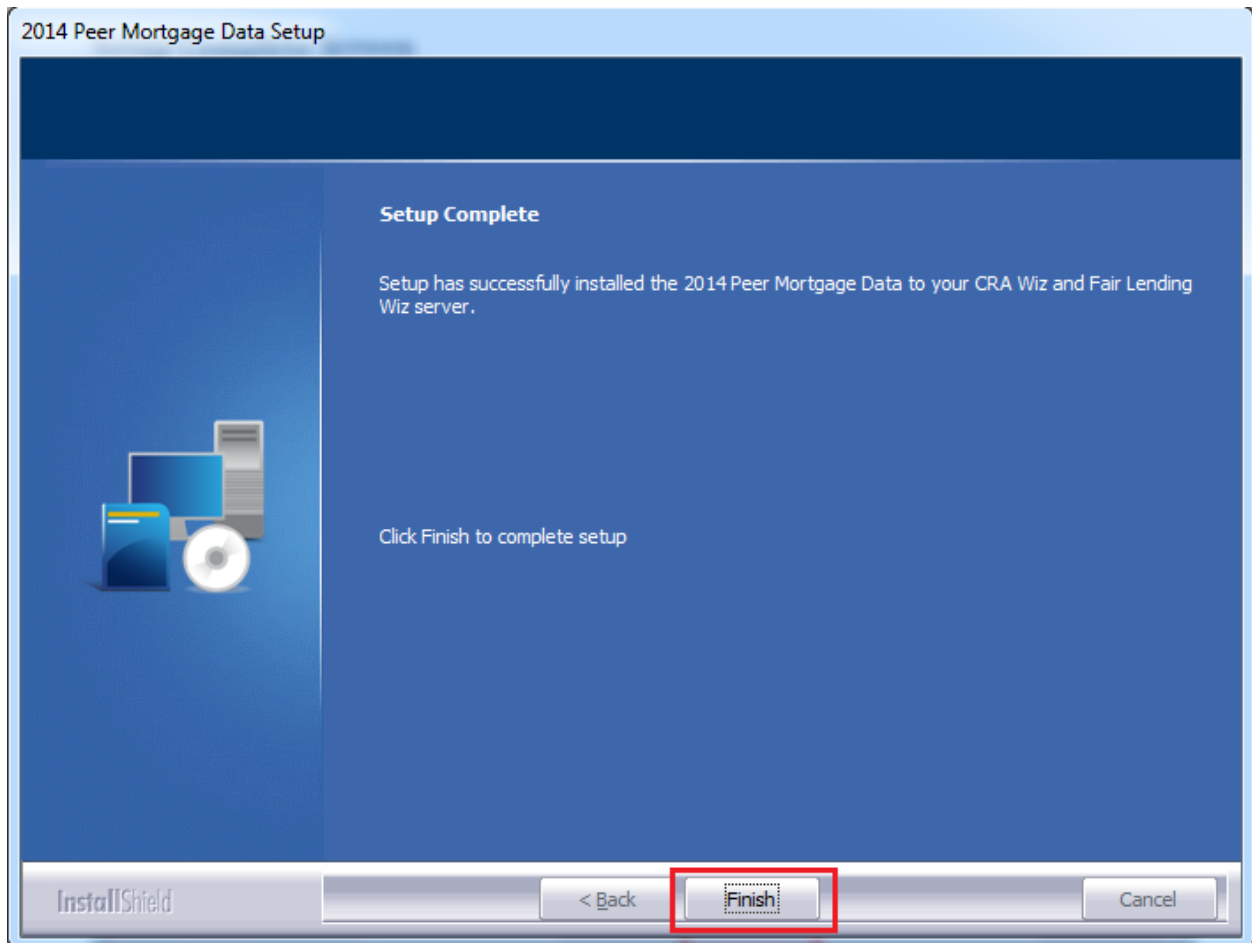 2014 Peer Mortgage Data Setup
Setup Complete
Setup has successfully installed the 2014 Peer Mortgage Data to your CRA Wiz and Fair Lending
Wiz server.
Click Finish to complete setup
InstallShield
< Back
Finish
Cancel